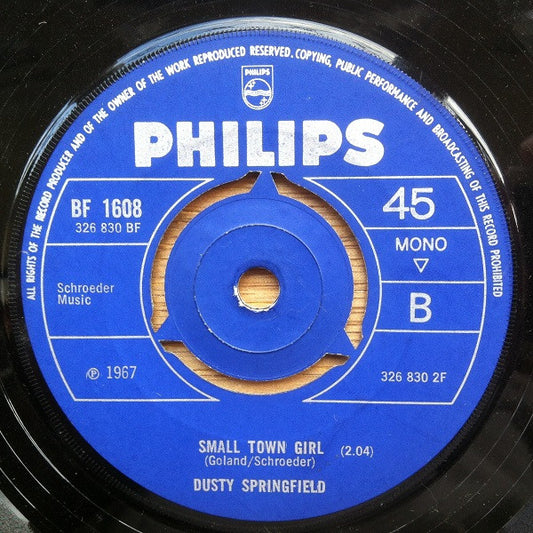 ALL RIGHTS OF THE RECORD PRODUCER AND OF THE OWNER OF THE WORK REPRODUCED RESERVED. COPYING, PUBLIC PERFORMANCE AND BROADCASTING OF THIS RECORD PROHIBITED
PHILIPS
PHILIPS
BF 1608
326 830 BF
45
MONO
Schroeder
Music
B
℗ 1967
326 830 2F
SMALL TOWN GIRL (2.04)
(Goland/Schroeder)
DUSTY SPRINGFIELD